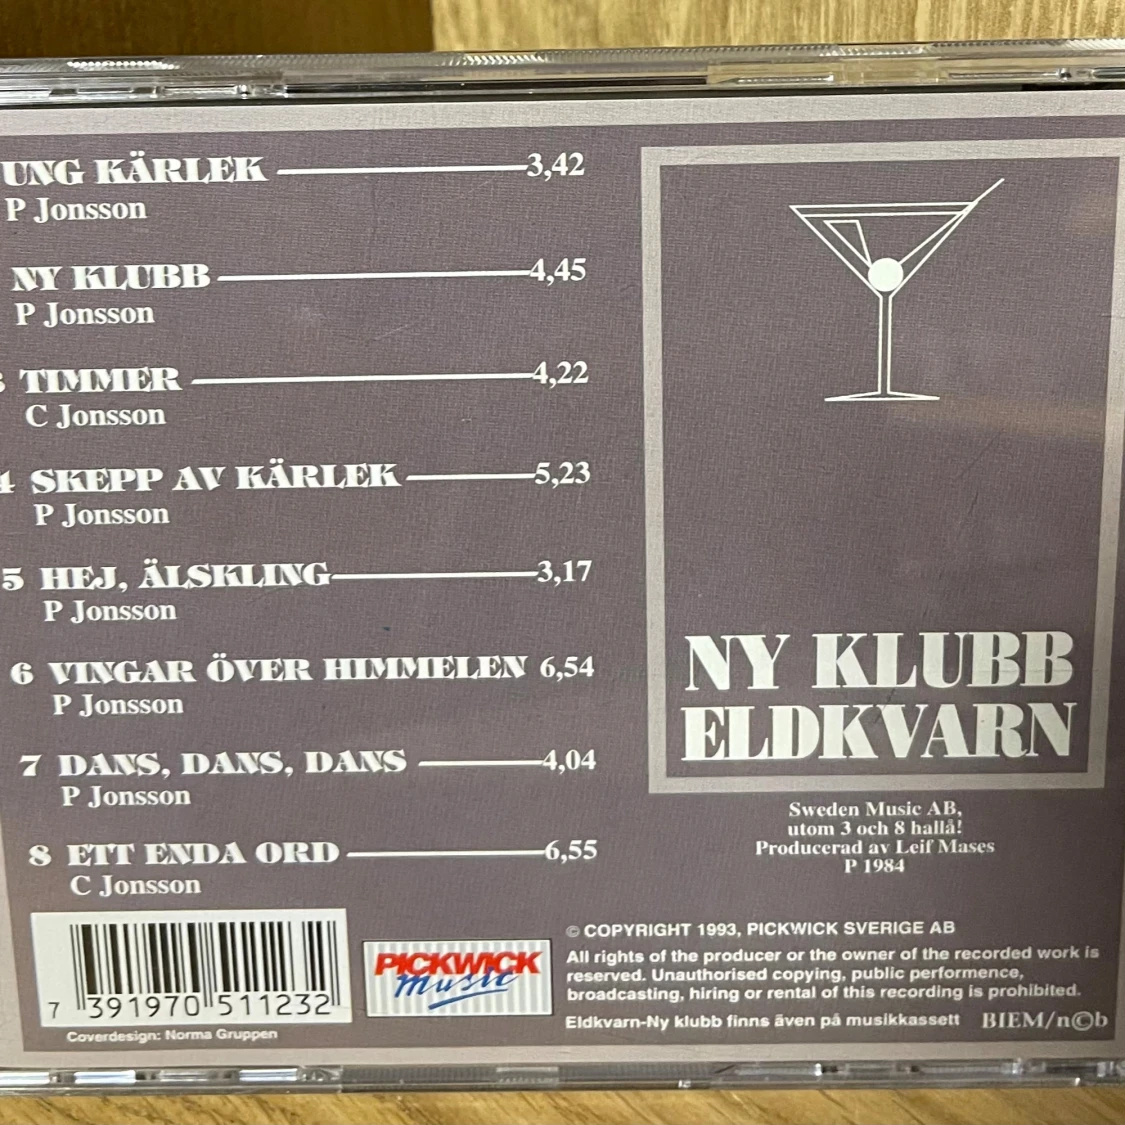 UNG KÄRLEK 3,42
P Jonsson
NY KLUBB 4,45
P Jonsson
3 TIMMER 4,22
C Jonsson
4 SKEPP AV KÄRLEK 5,23
P Jonsson
5 HEJ, ÄLSKLING 3,17
P Jonsson
6 VINGAR ÖVER HIMMELEN 6,54
P Jonsson
7 DANS, DANS, DANS 4,04
P Jonsson
8 ETT ENDA ORD 6,55
C Jonsson
NY KLUBB
ELDKVARN
Sweden Music AB,
utom 3 och 8 hallå!
Producerad av Leif Mases
P 1984
7 391970 511232
Coverdesign: Norma Gruppen
PICKWICK
music
© COPYRIGHT 1993, PICKWICK SVERIGE AB
All rights of the producer or the owner of the recorded work is
reserved. Unauthorised copying, public performence,
broadcasting, hiring or rental of this recording is prohibited.
Eldkvarn-Ny klubb finns även på musikkassett BIEM/n©b